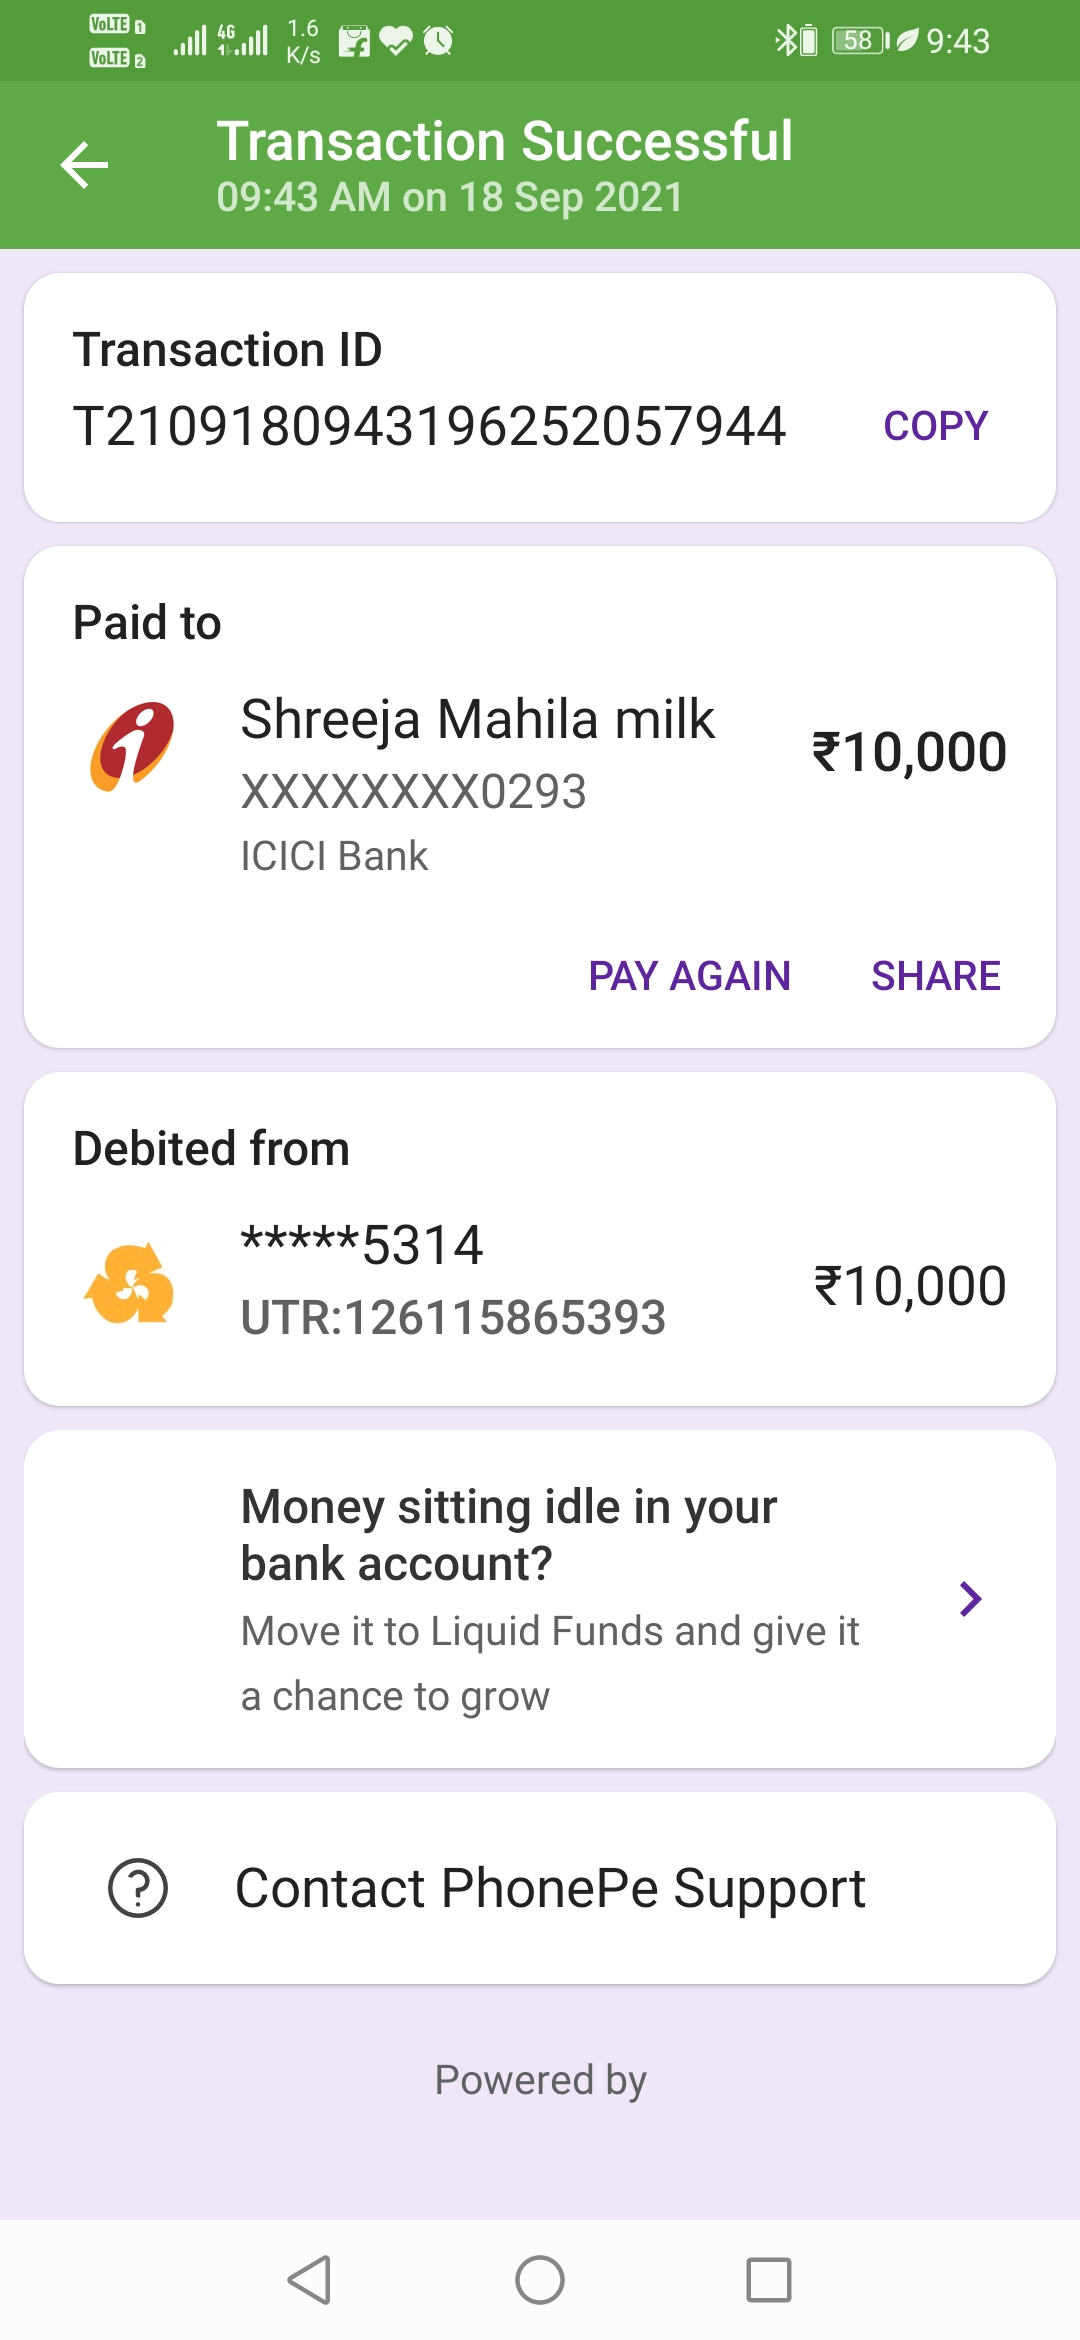 VoLTE 1
VoLTE 2
4G
1.6
K/s
58
9:43
Transaction Successful
09:43 AM on 18 Sep 2021
Transaction ID
T2109180943196252057944
COPY
Paid to
Shreeja Mahila milk
XXXXXXXX0293
ICICI Bank
₹10,000
PAY AGAIN
SHARE
Debited from
*****5314
UTR:126115865393
₹10,000
Money sitting idle in your
bank account?
Move it to Liquid Funds and give it
a chance to grow
Contact PhonePe Support
Powered by